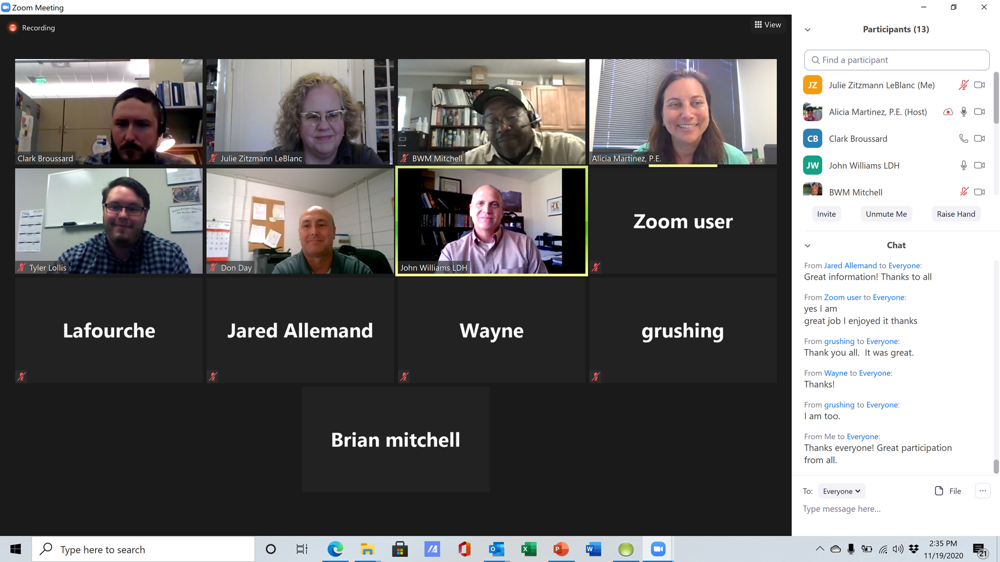 Zoom Meeting
Recording
View
Clark Broussard
Julie Zitzmann LeBlanc
BWM Mitchell
Alicia Martinez, P.E.
Tyler Lollis
Don Day
John Williams LDH
Zoom user
Lafourche
Jared Allemand
Wayne
grushing
Brian mitchell
Participants (13)
Find a participant
JZ Julie Zitzmann LeBlanc (Me)
Alicia Martinez, P.E. (Host)
CB Clark Broussard
JW John Williams LDH
BWM Mitchell
Invite Unmute Me Raise Hand
Chat
From Jared Allemand to Everyone:
Great information! Thanks to all
From Zoom user to Everyone:
yes I am
great job I enjoyed it thanks
From grushing to Everyone:
Thank you all.  It was great.
From Wayne to Everyone:
Thanks!
From grushing to Everyone:
I am too.
From Me to Everyone:
Thanks everyone! Great participation
from all.
To: Everyone File
Type message here...
Type here to search
2:35 PM
11/19/2020
21